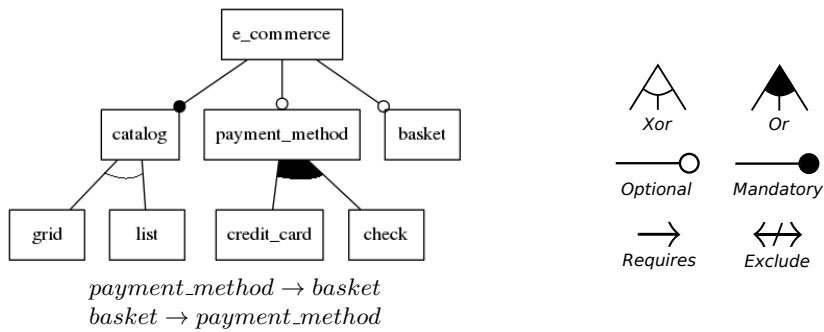 e_commerce
catalog
payment_method
basket
grid
list
credit_card
check
payment_method → basket
basket → payment_method
Xor
Or
Optional
Mandatory
Requires
Exclude